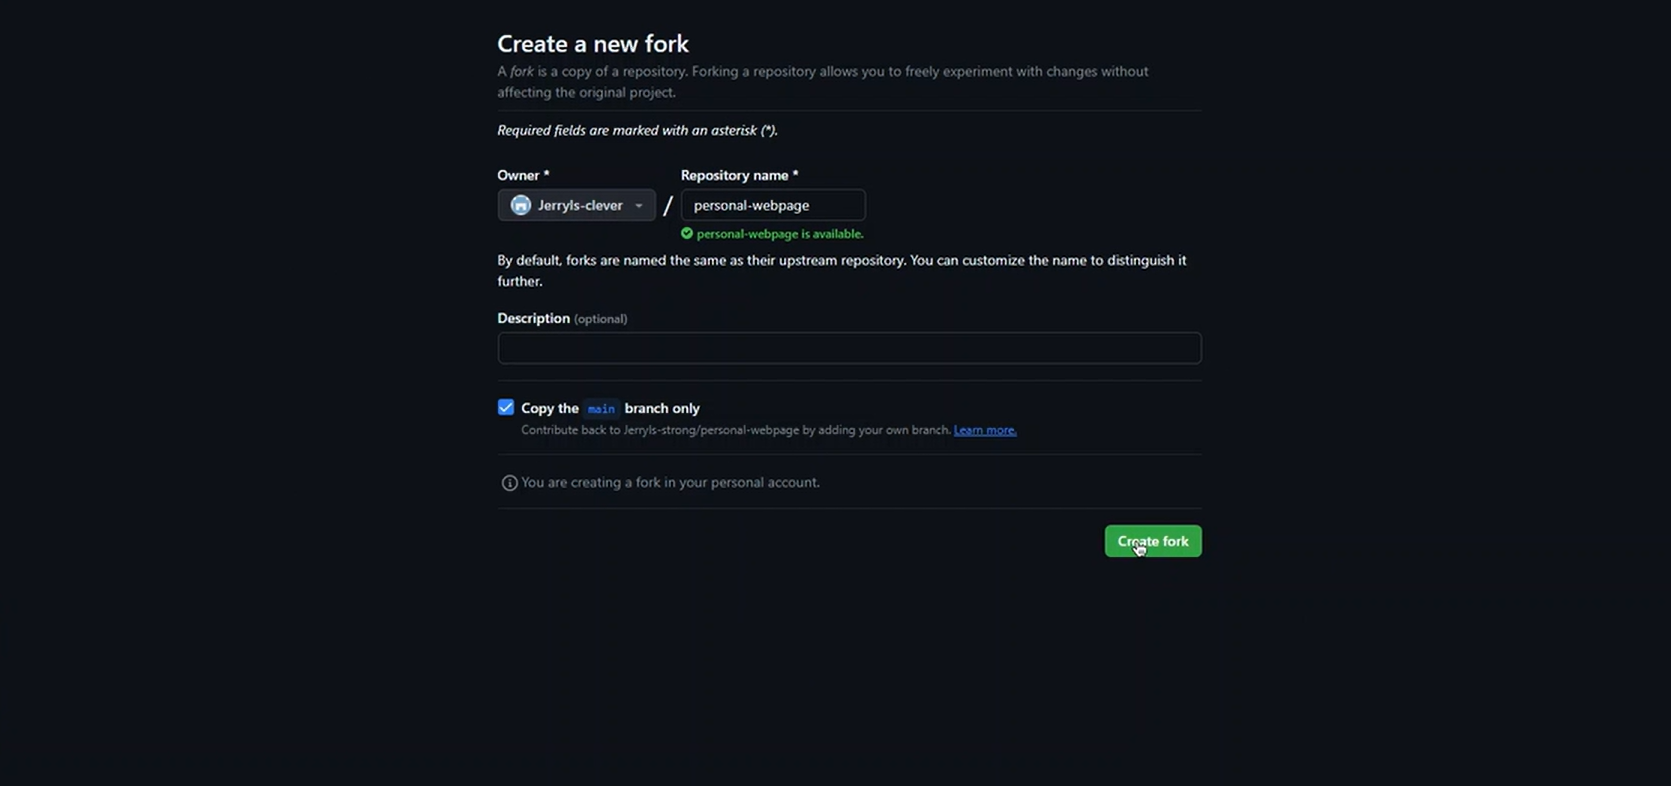 Create a new fork
A fork is a copy of a repository. Forking a repository allows you to freely experiment with changes without
affecting the original project.
Required fields are marked with an asterisk (*).
Owner * Repository name *
Jerryls-clever / personal-webpage
personal-webpage is available.
By default, forks are named the same as their upstream repository. You can customize the name to distinguish it
further.
Description (optional)
Copy the main branch only
Contribute back to Jerryls-strong/personal-webpage by adding your own branch. Learn more.
You are creating a fork in your personal account.
Create fork